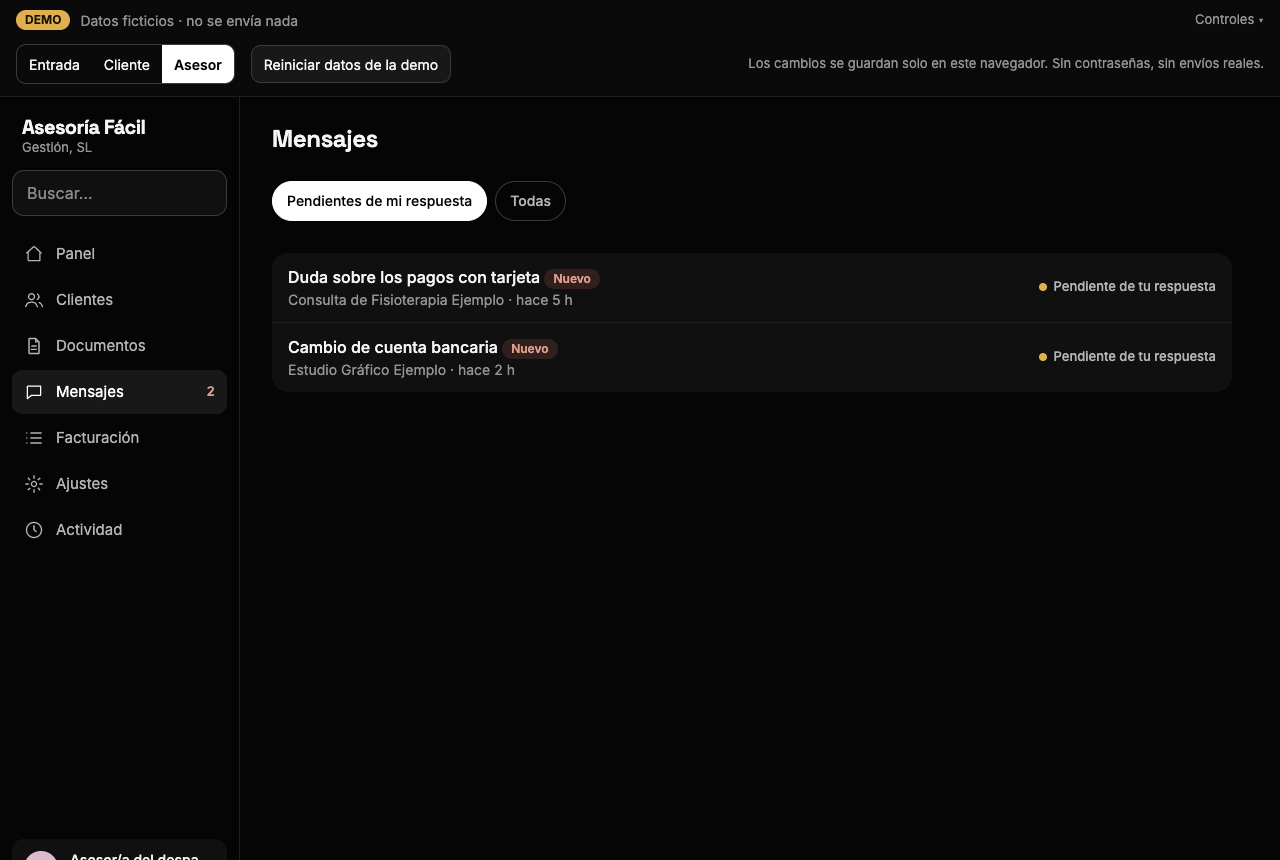 DEMO Datos ficticios · no se envía nada
Controles ▾
Entrada Cliente Asesor Reiniciar datos de la demo
Los cambios se guardan solo en este navegador. Sin contraseñas, sin envíos reales.
Asesoría Fácil
Gestión, SL
Buscar...
Panel
Clientes
Documentos
Mensajes 2
Facturación
Ajustes
Actividad
Asesor/a del despa
Mensajes
Pendientes de mi respuesta Todas
Duda sobre los pagos con tarjeta Nuevo
Consulta de Fisioterapia Ejemplo · hace 5 h
Pendiente de tu respuesta
Cambio de cuenta bancaria Nuevo
Estudio Gráfico Ejemplo · hace 2 h
Pendiente de tu respuesta